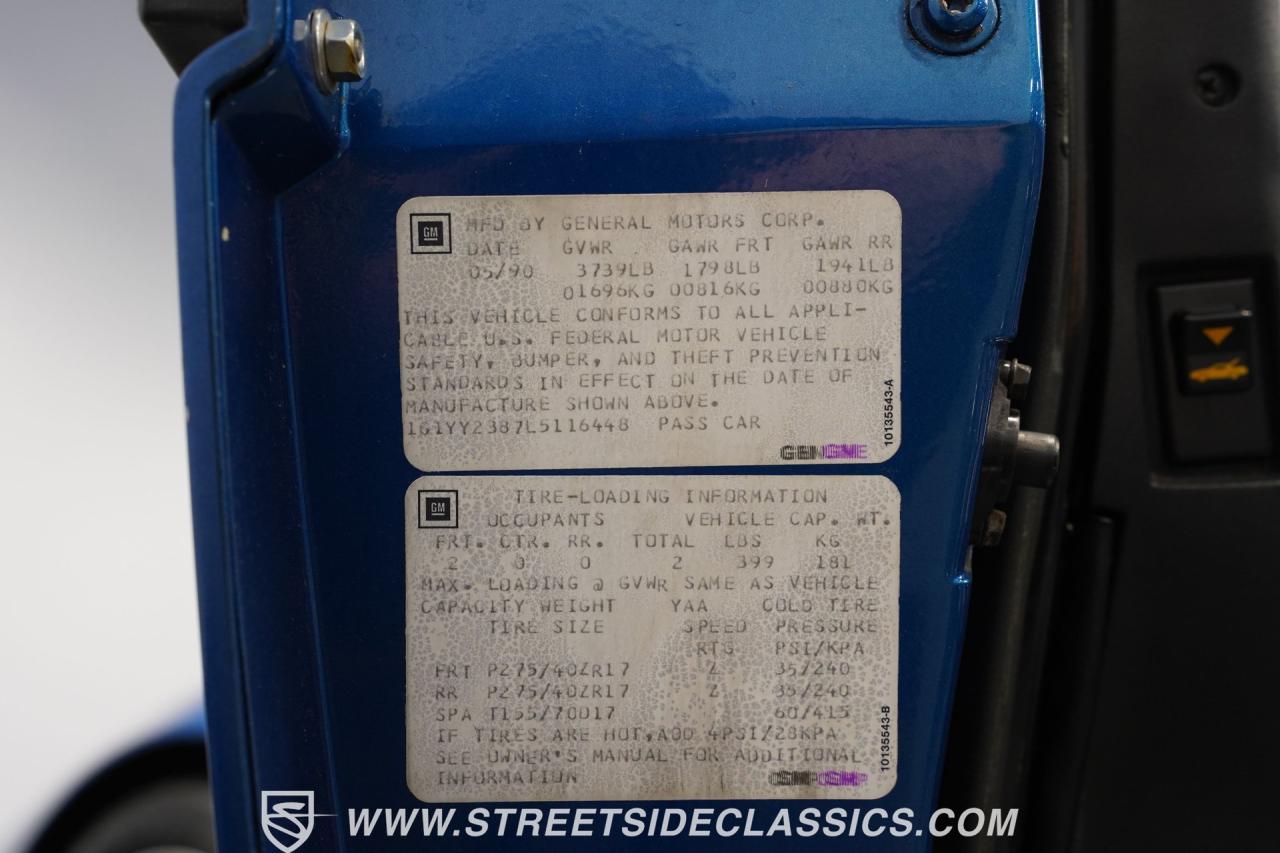 GM
MFD BY GENERAL MOTORS CORP.
DATE GVWR GAWR FRT GAWR RR
05/90 3739LB 1798LB 1941LB
01696KG 00816KG 00880KG
THIS VEHICLE CONFORMS TO ALL APPLI-
CABLE U.S. FEDERAL MOTOR VEHICLE
SAFETY, BUMPER, AND THEFT PREVENTION
STANDARDS IN EFFECT ON THE DATE OF
MANUFACTURE SHOWN ABOVE.
1G1YY2387L5116448 PASS CAR
10135543-A
GM
TIRE-LOADING INFORMATION
OCCUPANTS VEHICLE CAP. WT.
FRT. CTR. RR. TOTAL LBS KG
2 0 0 2 399 181
MAX. LOADING @ GVWR SAME AS VEHICLE
CAPACITY WEIGHT YAA COLD TIRE
TIRE SIZE SPEED PRESSURE
RTG PSI/KPA
FRT P275/40ZR17 Z 35/240
RR P275/40ZR17 Z 35/240
SPA T155/70D17 60/415
IF TIRES ARE HOT,ADD 4PSI/28KPA
SEE OWNER'S MANUAL FOR ADDITIONAL
INFORMATION
10135543-B
WWW.STREETSIDECLASSICS.COM